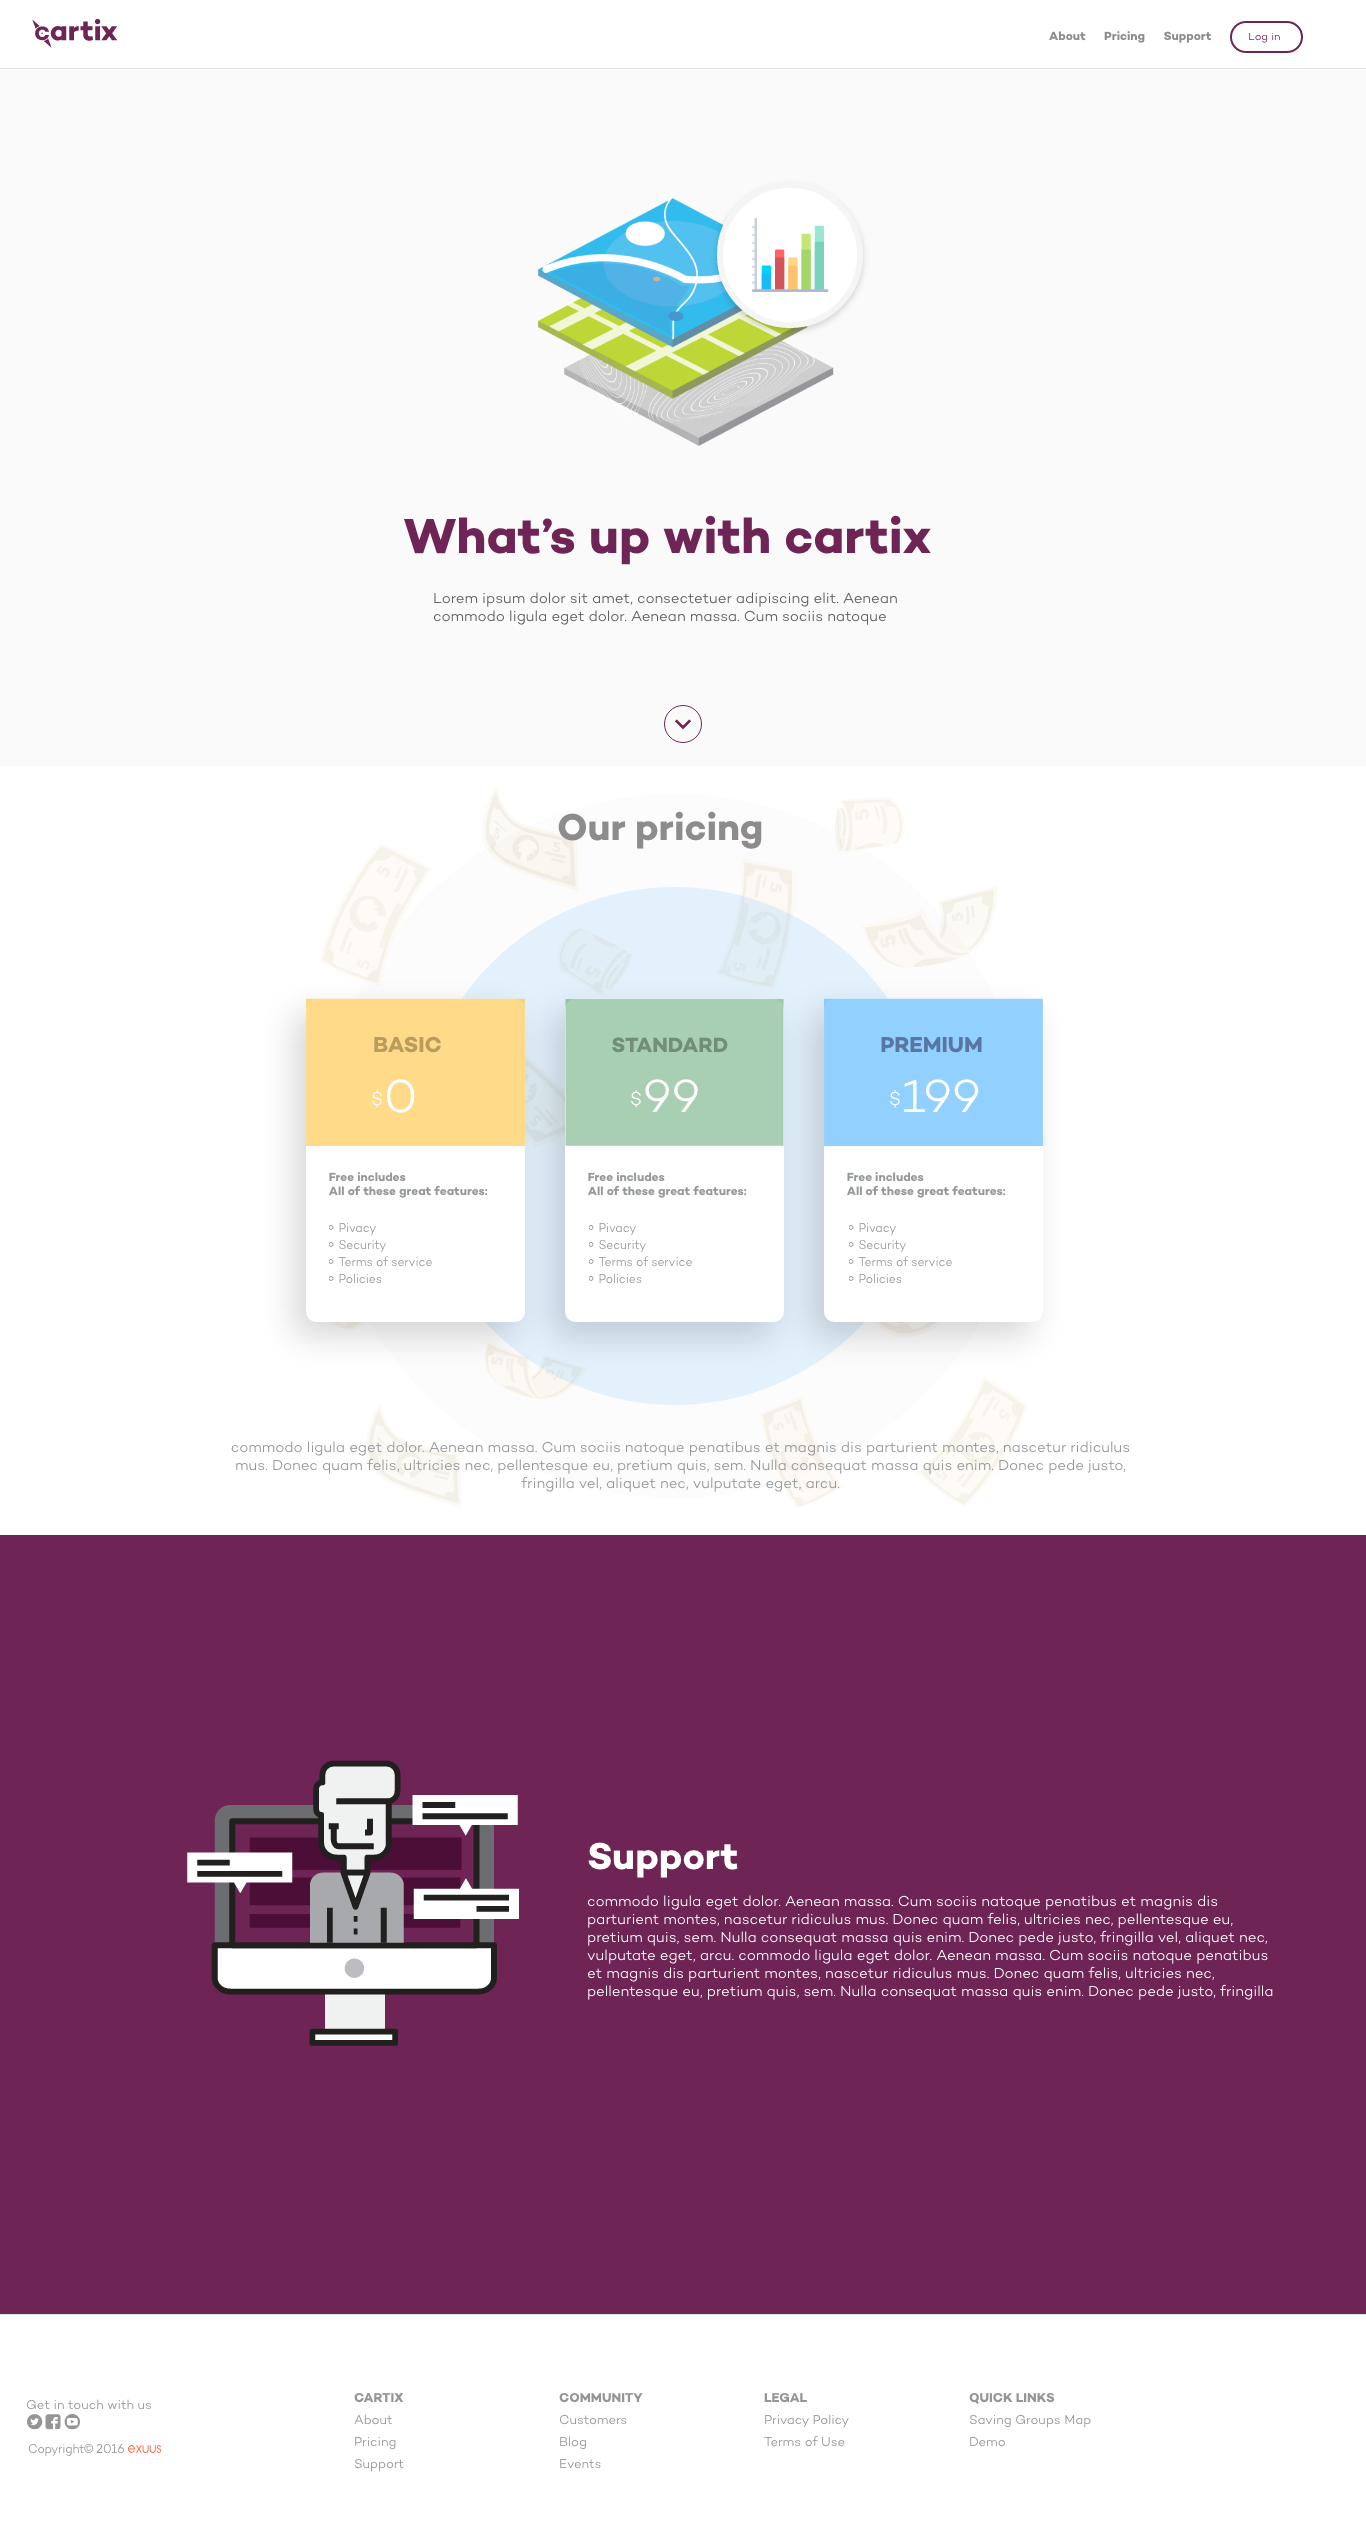 cartix
About Pricing Support Log in
What's up with cartix
Lorem ipsum dolor sit amet, consectetuer adipiscing elit. Aenean
commodo ligula eget dolor. Aenean massa. Cum sociis natoque
Our pricing
BASIC
$0
Free includes
All of these great features:
Pivacy
Security
Terms of service
Policies
STANDARD
$99
Free includes
All of these great features:
Pivacy
Security
Terms of service
Policies
PREMIUM
$199
Free includes
All of these great features:
Pivacy
Security
Terms of service
Policies
commodo ligula eget dolor. Aenean massa. Cum sociis natoque penatibus et magnis dis parturient montes, nascetur ridiculus
mus. Donec quam felis, ultricies nec, pellentesque eu, pretium quis, sem. Nulla consequat massa quis enim. Donec pede justo,
fringilla vel, aliquet nec, vulputate eget, arcu.
Support
commodo ligula eget dolor. Aenean massa. Cum sociis natoque penatibus et magnis dis
parturient montes, nascetur ridiculus mus. Donec quam felis, ultricies nec, pellentesque eu,
pretium quis, sem. Nulla consequat massa quis enim. Donec pede justo, fringilla vel, aliquet nec,
vulputate eget, arcu. commodo ligula eget dolor. Aenean massa. Cum sociis natoque penatibus
et magnis dis parturient montes, nascetur ridiculus mus. Donec quam felis, ultricies nec,
pellentesque eu, pretium quis, sem. Nulla consequat massa quis enim. Donec pede justo, fringilla
Get in touch with us
Copyright© 2016 exuus
CARTIX
About
Pricing
Support
COMMUNITY
Customers
Blog
Events
LEGAL
Privacy Policy
Terms of Use
QUICK LINKS
Saving Groups Map
Demo